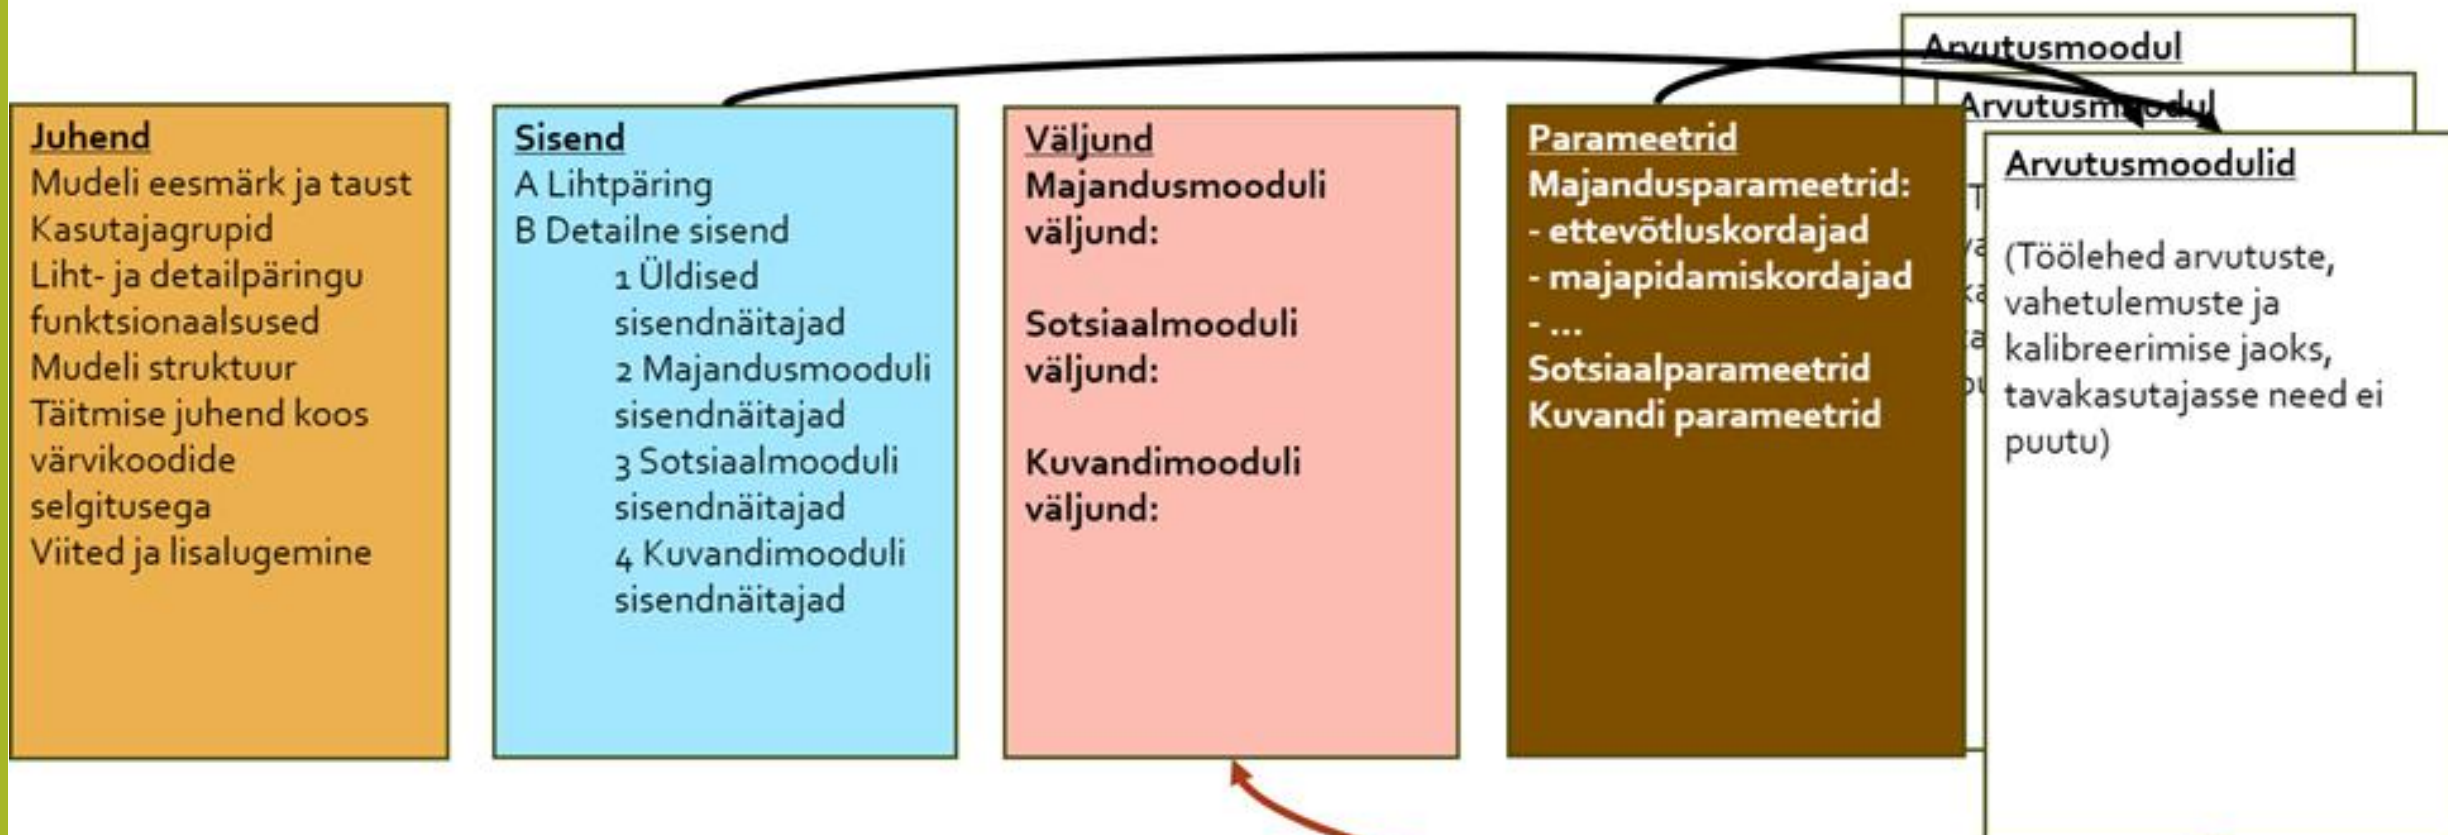 Juhend
Mudeli eesmärk ja taust
Kasutajagrupid
Liht- ja detailpäringu
funktsionaalsused
Mudeli struktuur
Täitmise juhend koos
värvikoodide
selgitusega
Viited ja lisalugemine
Sisend
A Lihtpäring
B Detailne sisend
1 Üldised
sisendnäitajad
2 Majandusmooduli
sisendnäitajad
3 Sotsiaalmooduli
sisendnäitajad
4 Kuvandimooduli
sisendnäitajad
Väljund
Majandusmooduli
väljund:
Sotsiaalmooduli
väljund:
Kuvandimooduli
väljund:
Parameetrid
Majandusparameetrid:
- ettevõtluskordajad
- majapidamiskordajad
- ...
Sotsiaalparameetrid
Kuvandi parameetrid
Arvutusmoodul
Arvutusmoodul
Arvutusmoodulid
(Töölehed arvutuste,
vahetulemuste ja
kalibreerimise jaoks,
tavakasutajasse need ei
puutu)